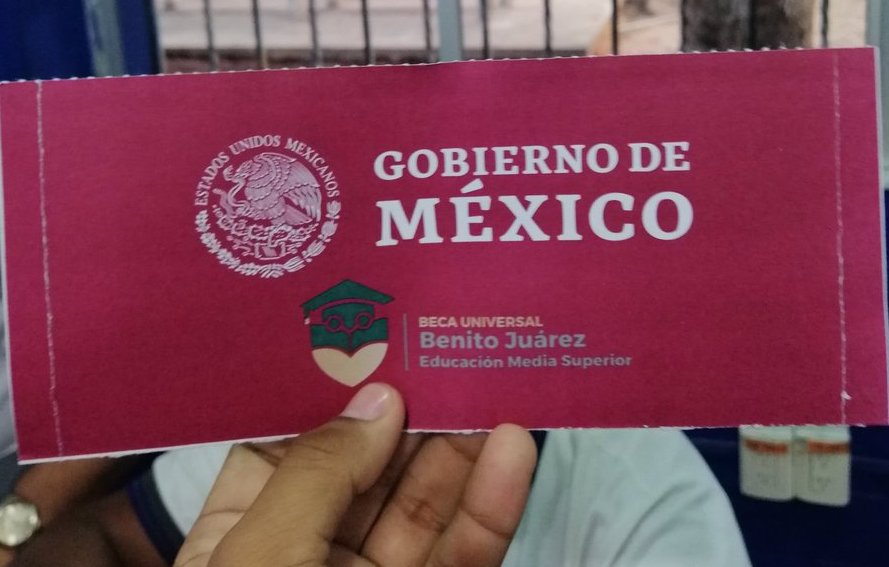 ESTADOS UNIDOS MEXICANOS
GOBIERNO DE
MÉXICO
BECA UNIVERSAL
Benito Juárez
Educación Media Superior